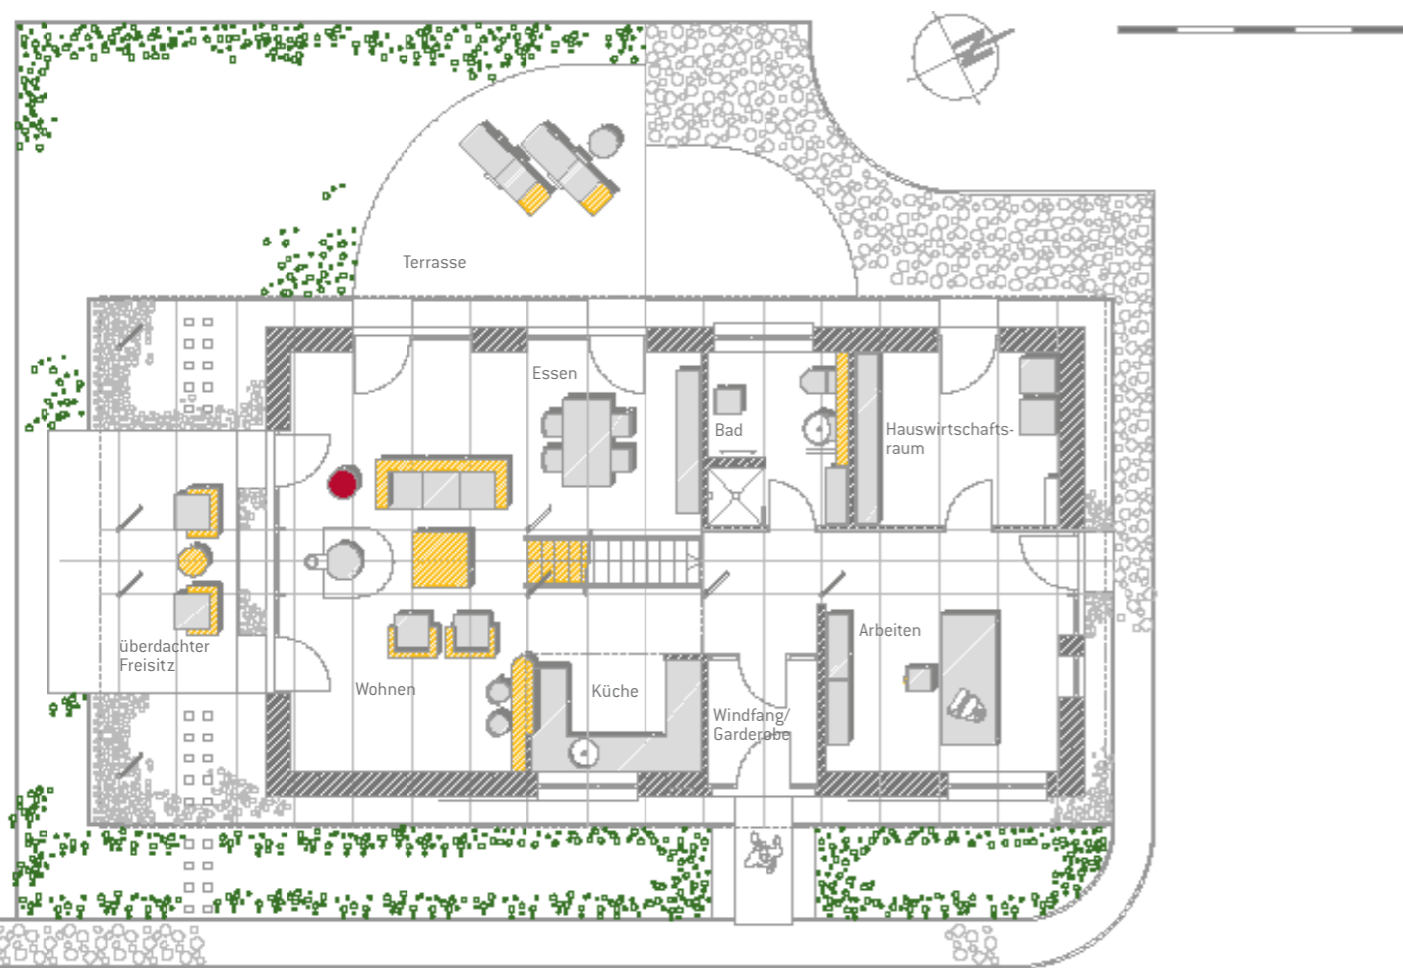 N
Terrasse
Essen
Bad
Hauswirtschafts-
raum
überdachter
Freisitz
Wohnen
Küche
Arbeiten
Windfang/
Garderobe